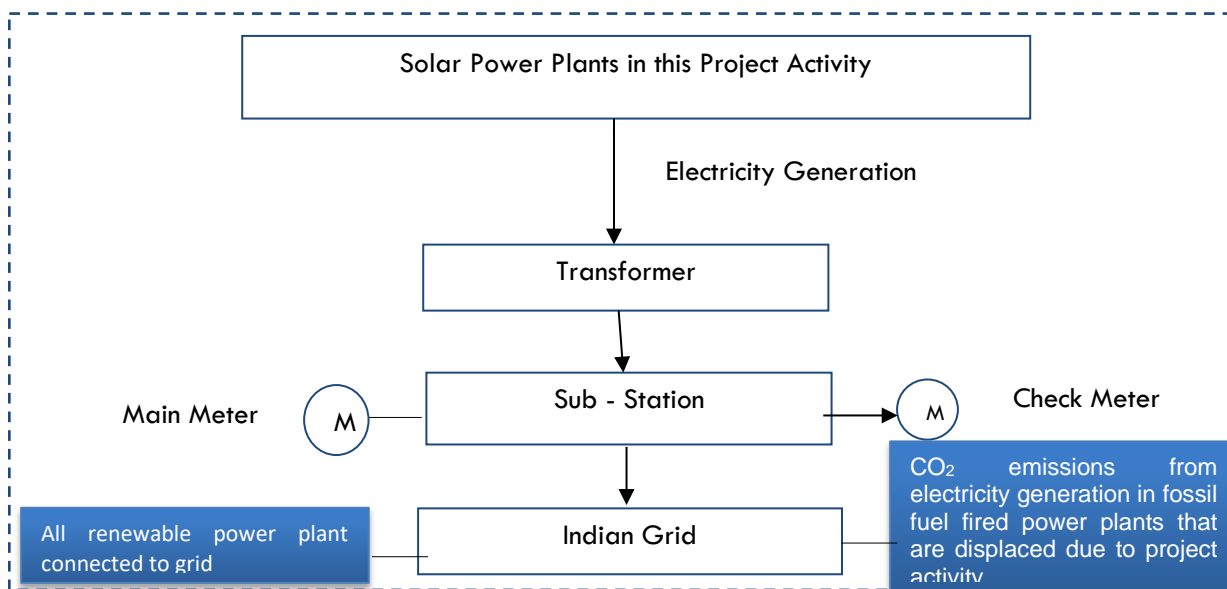 Solar Power Plants in this Project Activity
Electricity Generation
Transformer
Main Meter
M
Sub - Station
M
Check Meter
All renewable power plant
connected to grid
Indian Grid
CO₂ emissions from
electricity generation in fossil
fuel fired power plants that
are displaced due to project
activity